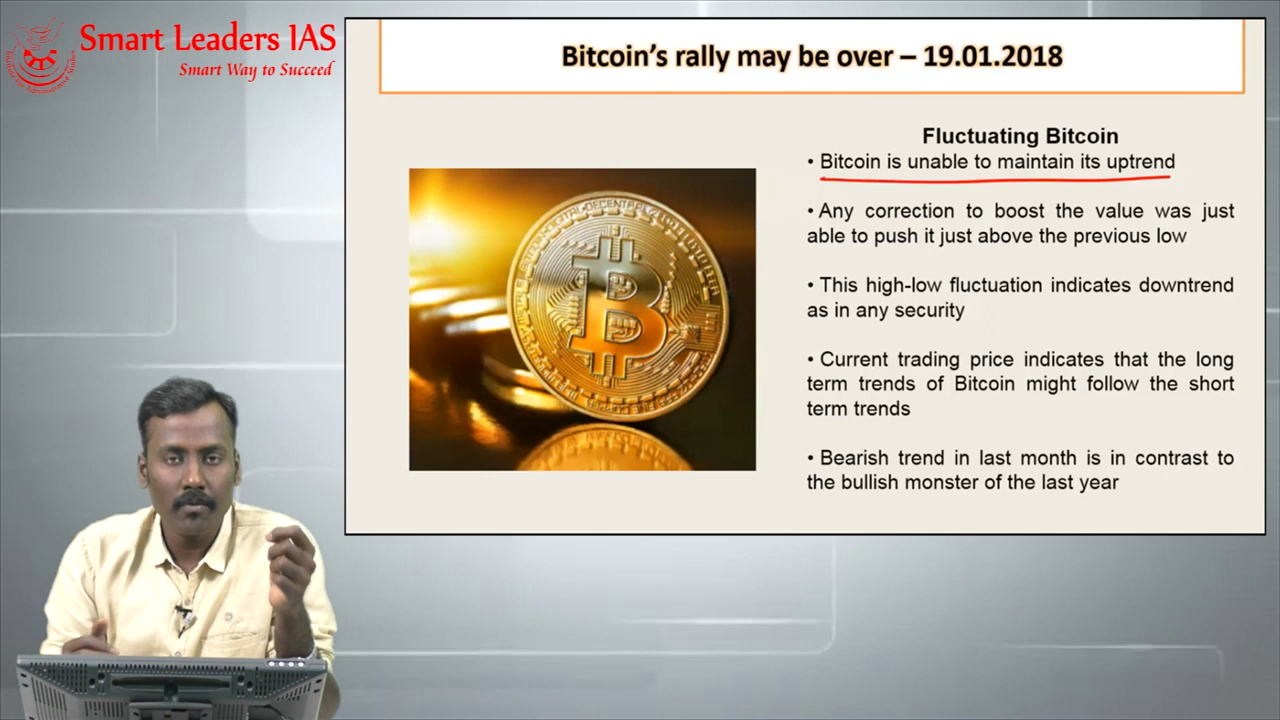 Smart Leaders IAS
Smart Way to Succeed
Bitcoin’s rally may be over – 19.01.2018
Fluctuating Bitcoin
• Bitcoin is unable to maintain its uptrend
• Any correction to boost the value was just
able to push it just above the previous low
• This high-low fluctuation indicates downtrend
as in any security
• Current trading price indicates that the long
term trends of Bitcoin might follow the short
term trends
• Bearish trend in last month is in contrast to
the bullish monster of the last year